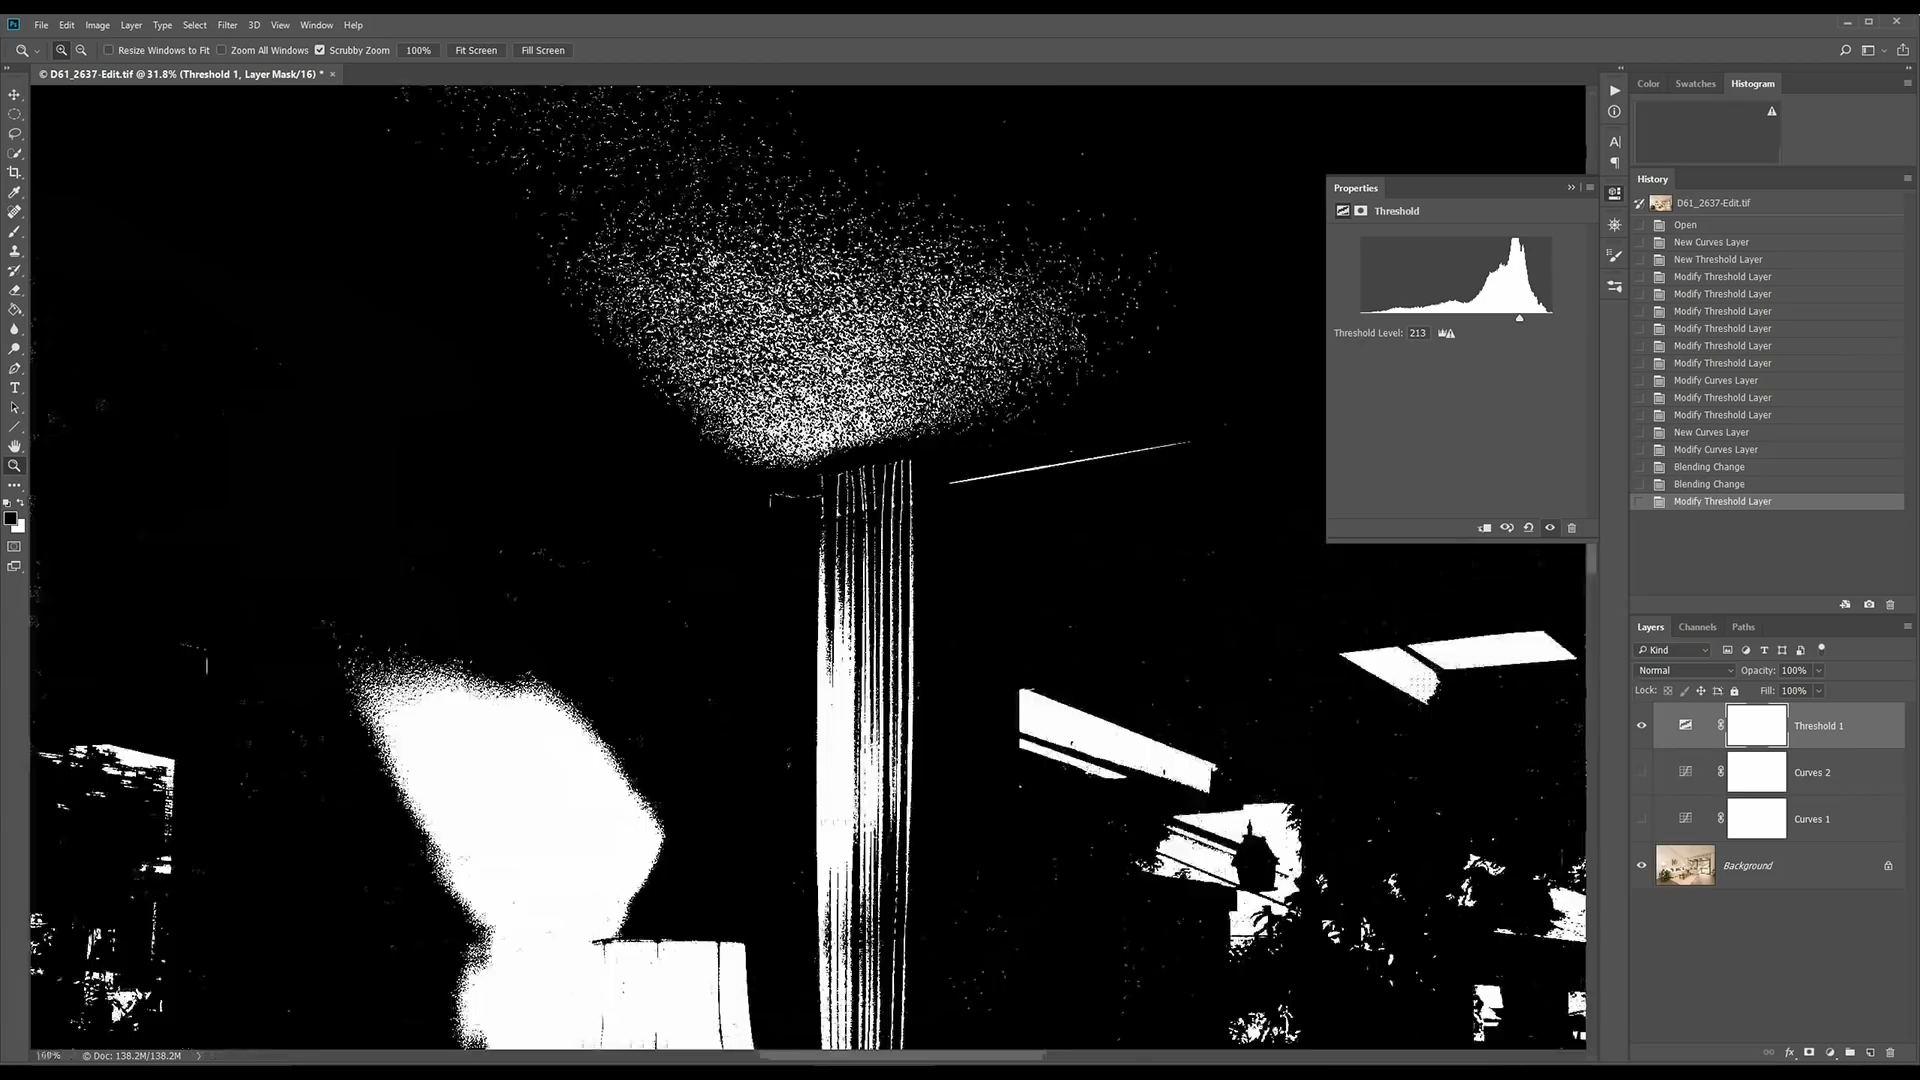 Ps File Edit Image Layer Type Select Filter 3D View Window Help
Resize Windows to Fit Zoom All Windows Scrubby Zoom 100% Fit Screen Fill Screen
© D61_2637-Edit.tif @ 31.8% (Threshold 1, Layer Mask/16) * ×
Color Swatches Histogram
Properties
Threshold
Threshold Level: 213
History
D61_2637-Edit.tif
Open
New Curves Layer
New Threshold Layer
Modify Threshold Layer
Modify Threshold Layer
Modify Threshold Layer
Modify Threshold Layer
Modify Threshold Layer
Modify Threshold Layer
Modify Curves Layer
Modify Threshold Layer
Modify Threshold Layer
New Curves Layer
Modify Curves Layer
Blending Change
Blending Change
Modify Threshold Layer
Layers Channels Paths
Kind
Normal Opacity: 100%
Lock: Fill: 100%
Threshold 1
Curves 2
Curves 1
Background
fx
© Doc: 138.2M/138.2M